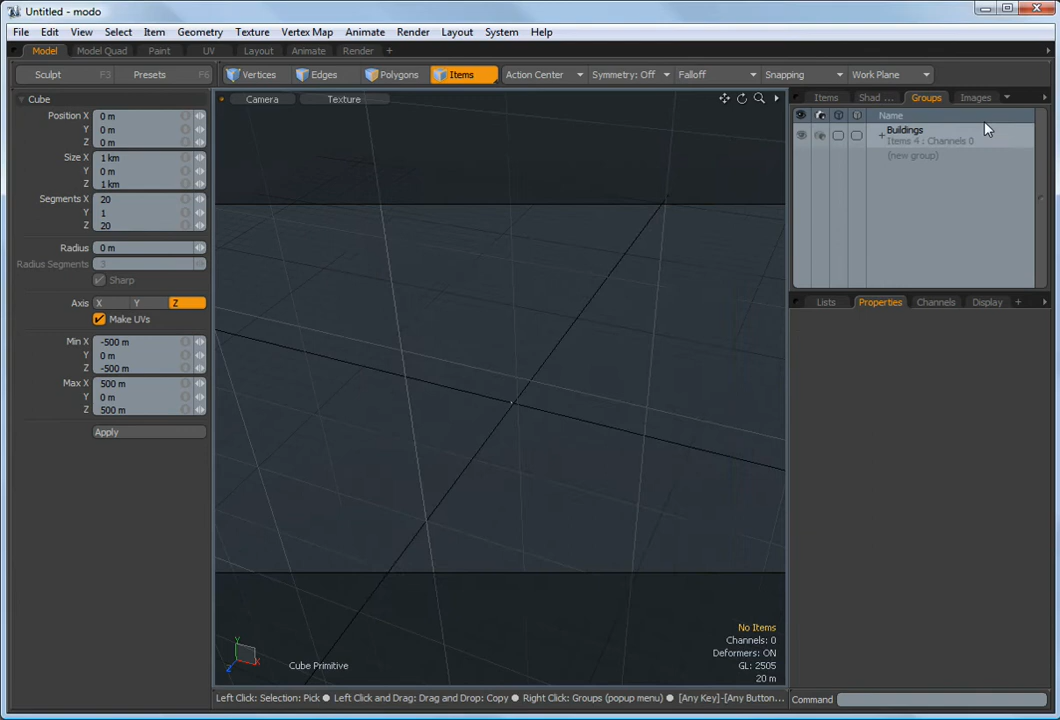 Untitled - modo
File Edit View Select Item Geometry Texture Vertex Map Animate Render Layout System Help
Model Model Quad Paint UV Layout Animate Render +
Sculpt F3 Presets F6 Vertices Edges Polygons Items Action Center Symmetry: Off Falloff Snapping Work Plane
Cube
Position X 0 m
Y 0 m
Z 0 m
Size X 1 km
Y 0 m
Z 1 km
Segments X 20
Y 1
Z 20
Radius 0 m
Radius Segments 3
Sharp
Axis X Y Z
Make UVs
Min X -500 m
Y 0 m
Z -500 m
Max X 500 m
Y 0 m
Z 500 m
Apply
Camera Texture
Y
Z X
Cube Primitive
No Items
Channels: 0
Deformers: ON
GL: 2505
20 m
Items Shad ... Groups Images
Name
+ Buildings
Items 4 : Channels 0
(new group)
Lists Properties Channels Display +
Left Click: Selection: Pick ● Left Click and Drag: Drag and Drop: Copy ● Right Click: Groups (popup menu) ● [Any Key]-[Any Button...
Command